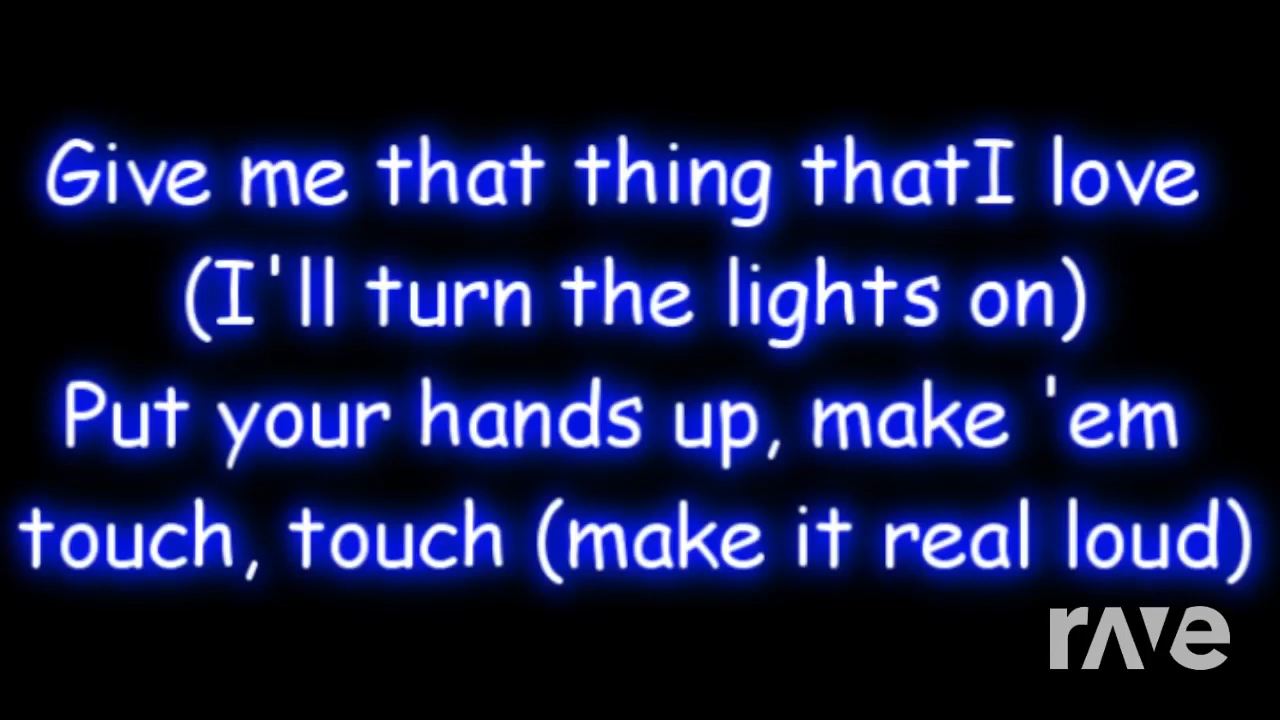 Give me that thing thatI love
(I'll turn the lights on)
Put your hands up, make 'em
touch, touch (make it real loud)
rave